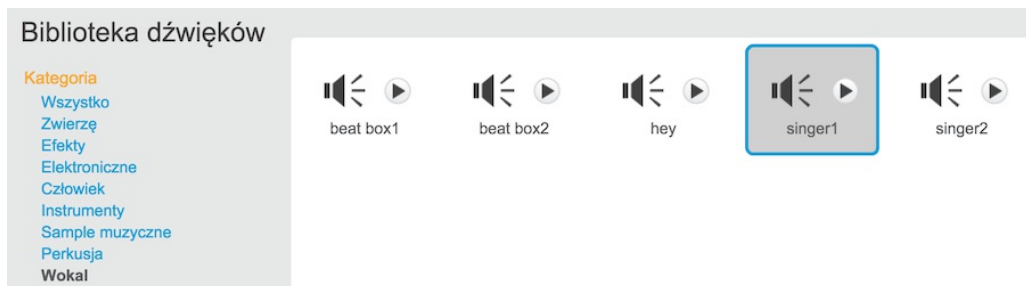 Biblioteka dźwięków
Kategoria
Wszystko
Zwierzę
Efekty
Elektroniczne
Człowiek
Instrumenty
Sample muzyczne
Perkusja
Wokal
beat box1
beat box2
hey
singer1
singer2